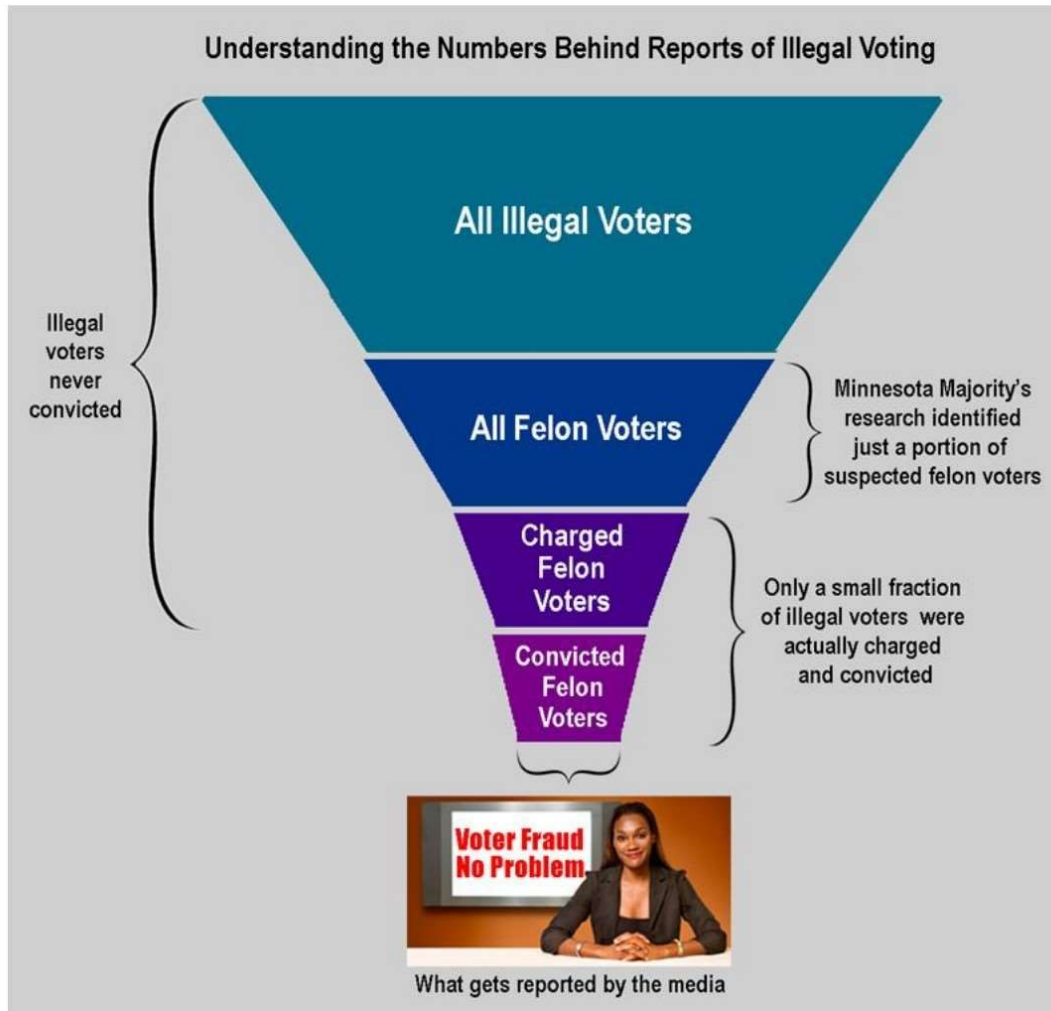 Understanding the Numbers Behind Reports of Illegal Voting
All Illegal Voters
Illegal
voters
never
convicted
All Felon Voters
Minnesota Majority's
research identified
just a portion of
suspected felon voters
Charged
Felon
Voters
Only a small fraction
of illegal voters were
actually charged
and convicted
Convicted
Felon
Voters
Voter Fraud
No Problem.
What gets reported by the media